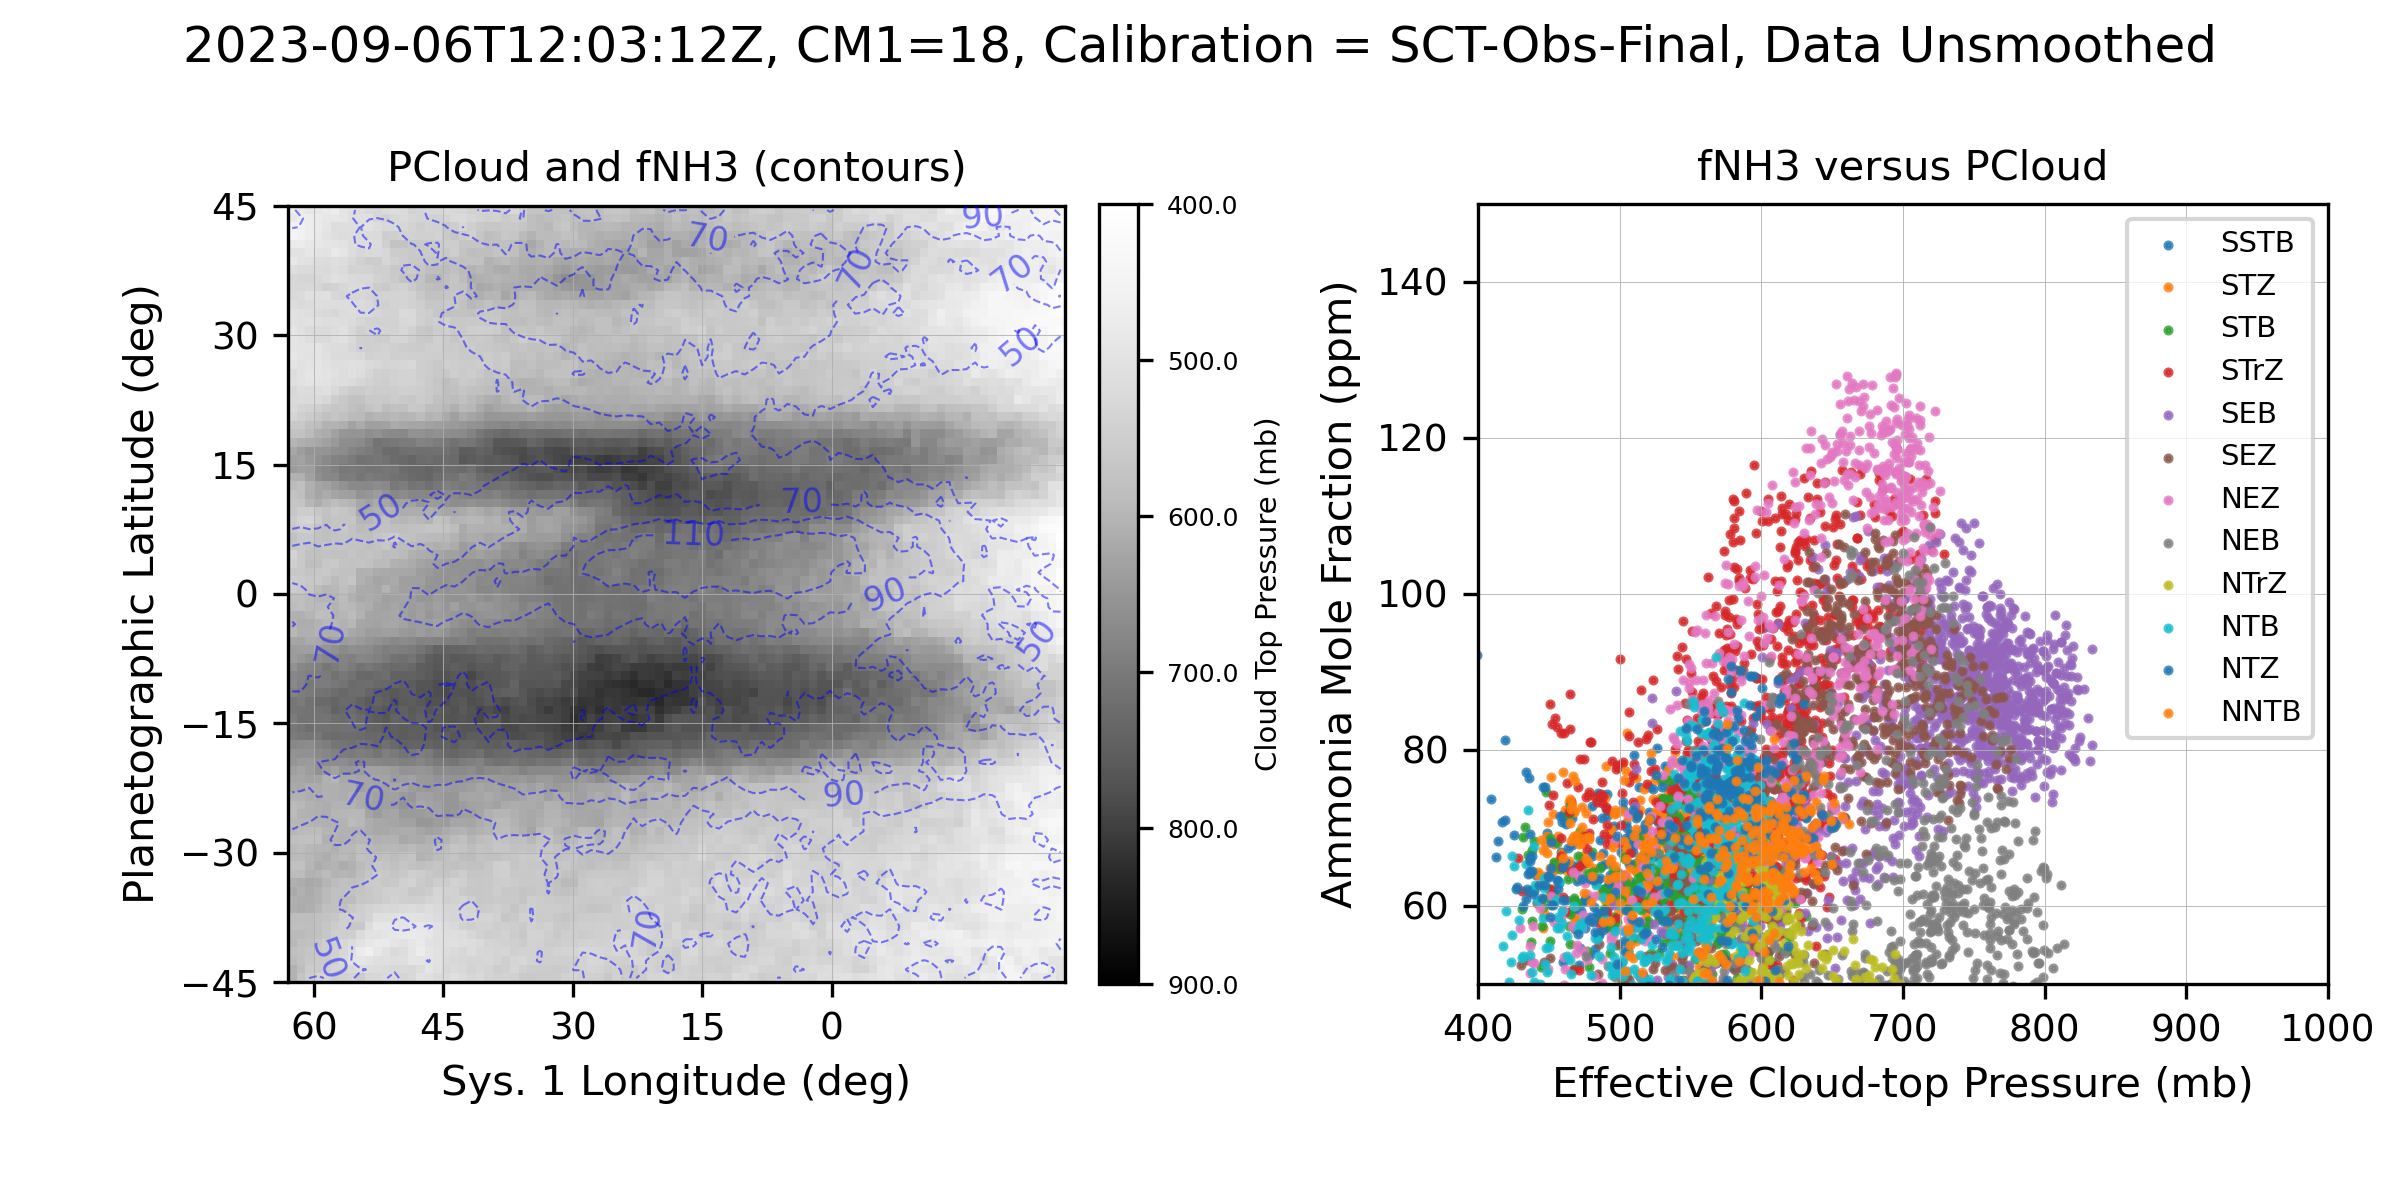 2023-09-06T12:03:12Z, CM1=18, Calibration = SCT-Obs-Final, Data Unsmoothed
PCloud and fNH3 (contours)
Planetographic Latitude (deg)
45
30
15
0
−15
−30
−45
60
45
30
15
0
Sys. 1 Longitude (deg)
90
70
70
70
50
50
70
110
90
70
50
70
90
70
50
400.0
500.0
600.0
700.0
800.0
900.0
Cloud Top Pressure (mb)
fNH3 versus PCloud
Ammonia Mole Fraction (ppm)
140
120
100
80
60
400
500
600
700
800
900
1000
Effective Cloud-top Pressure (mb)
SSTB
STZ
STB
STrZ
SEB
SEZ
NEZ
NEB
NTrZ
NTB
NTZ
NNTB